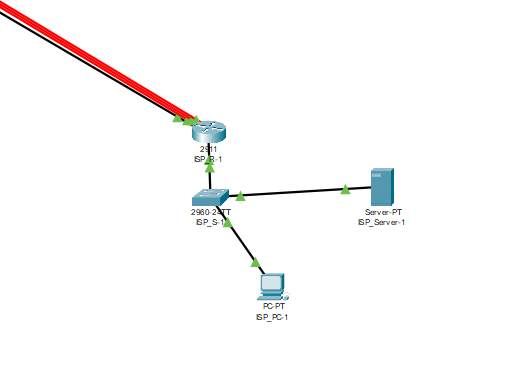 2911
ISP_R-1
2960-24TT
ISP_S-1
Server-PT
ISP_Server-1
PC-PT
ISP_PC-1